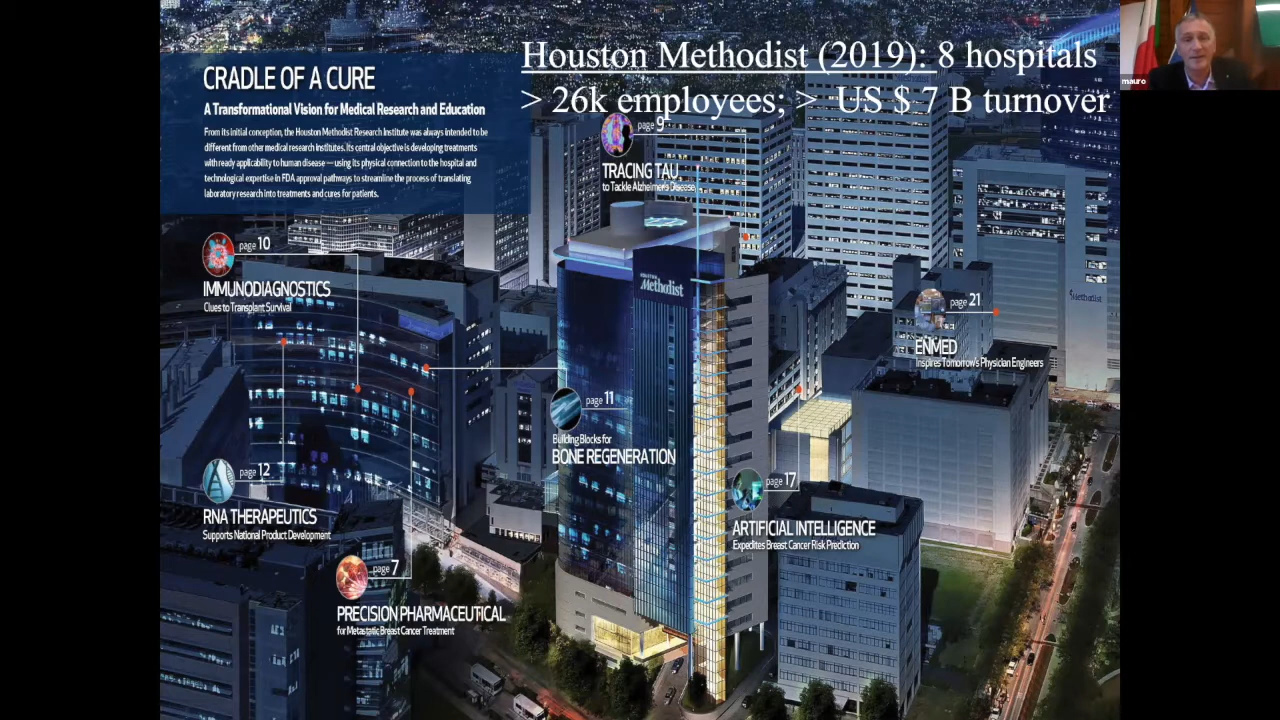 Houston Methodist (2019): 8 hospitals
> 26k employees; > US $ 7 B turnover
mauro
CRADLE OF A CURE
A Transformational Vision for Medical Research and Education
From its initial conception, the Houston Methodist Research Institute was always intended to be
different from other medical research institutes. Its central objective is developing treatments
with ready applicability to human disease — using its physical connection to the hospital and
technological expertise in FDA approval pathways to streamline the process of translating
laboratory research into treatments and cures for patients.
page 9
TRACING TAU
to Tackle Alzheimer's Disease
page 10
IMMUNODIAGNOSTICS
Clues to Transplant Survival
HOUSTON
Methodist
Methodist
page 21
ENMED
Inspires Tomorrow's Physician Engineers
page 11
Building Blocks for
BONE REGENERATION
page 12
RNA THERAPEUTICS
Supports National Product Development
page 17
ARTIFICIAL INTELLIGENCE
Expedites Breast Cancer Risk Prediction
page 7
PRECISION PHARMACEUTICAL
for Metastatic Breast Cancer Treatment